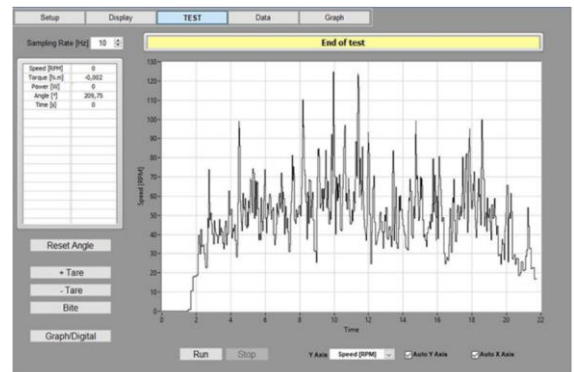 Setup Display TEST Data Graph
Sampling Rate [Hz] 10 End of test
Speed [RPM] 0
Torque [N.m] -0,002
Power [W] 0
Angle [°] 209,75
Time [s] 0
Reset Angle
+ Tare
- Tare
Bite
Graph/Digital
Speed [RPM]
130
120
110
100
90
80
70
60
50
40
30
20
10
0
0 2 4 6 8 10 12 14 16 18 20 22
Time
Run Stop Y Axis Speed [RPM] Auto Y Axis Auto X Axis